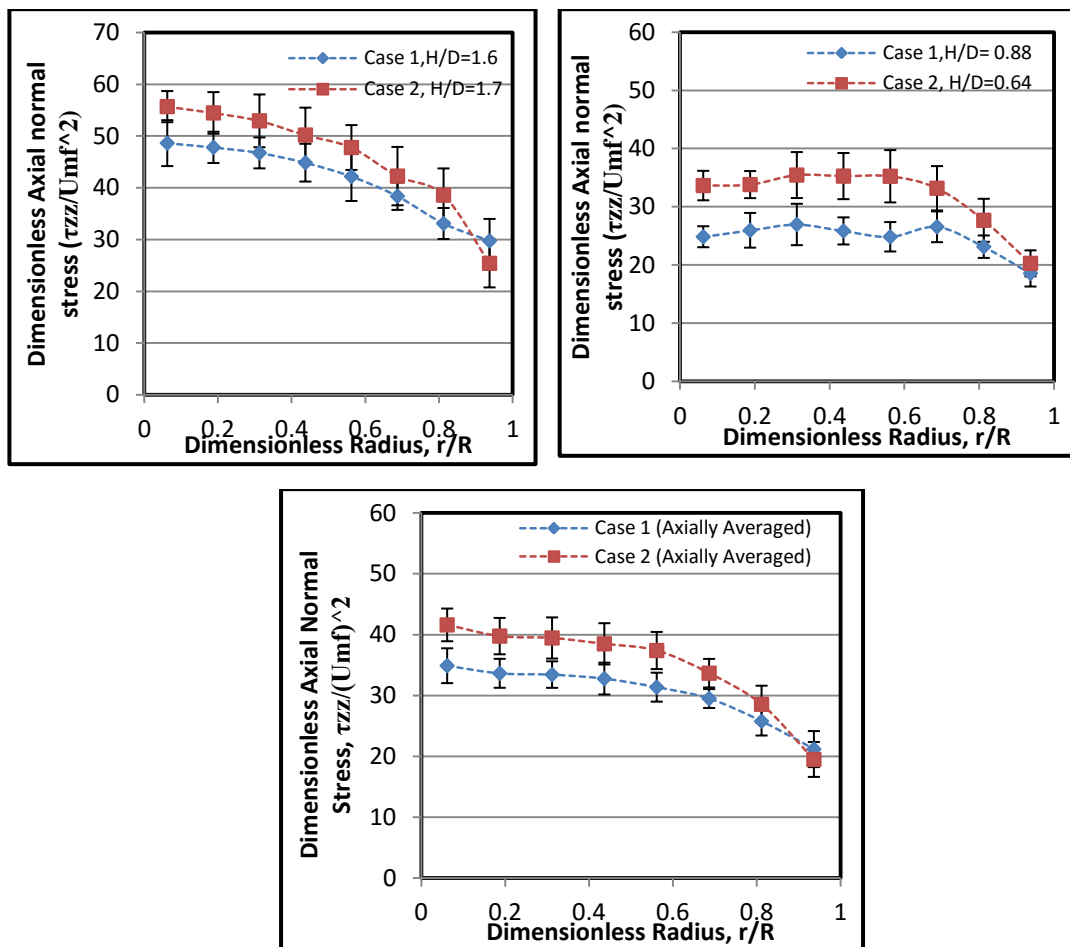 Dimensionless Axial normal
stress (τzz/Umf^2)
70
60
50
40
30
20
10
0
Case 1,H/D=1.6
Case 2, H/D=1.7
0 0.2 0.4 0.6 0.8 1
Dimensionless Radius, r/R
Dimensionless Axial normal
stress (τzz/Umf^2)
60
50
40
30
20
10
0
Case 1,H/D= 0.88
Case 2, H/D=0.64
0 0.2 0.4 0.6 0.8 1
Dimensionless Radius, r/R
Dimensionless Axial Normal
Stress, τzz/(Umf)^2
60
50
40
30
20
10
0
Case 1 (Axially Averaged)
Case 2 (Axially Averaged)
0 0.2 0.4 0.6 0.8 1
Dimensionless Radius, r/R